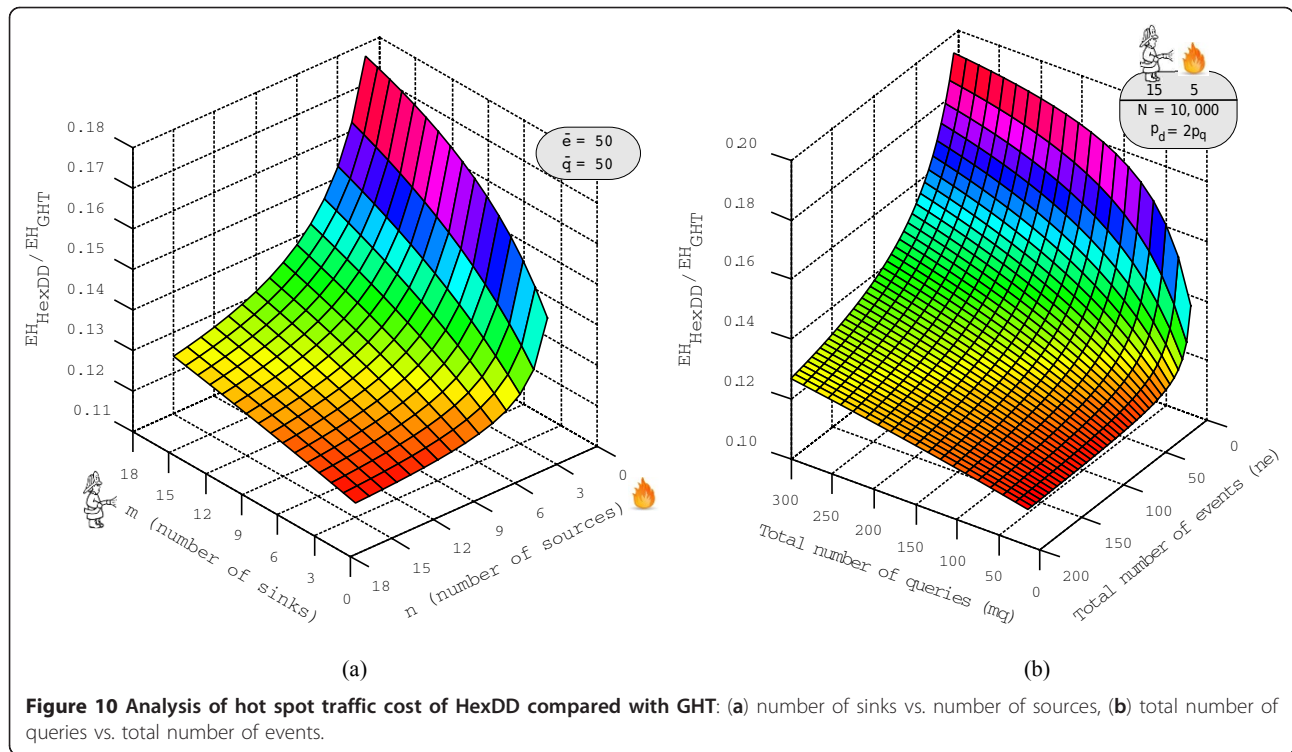 0.18
0.17
0.16
0.15
0.14
0.13
0.12
0.11
EH_HexDD / EH_GHT
ē = 50
q̄ = 50
18
15
12
9
6
3
0
m (number of sinks)
18
15
12
9
6
3
0
n (number of sources)
(a)
0.20
0.18
0.16
0.14
0.12
0.10
EH_HexDD / EH_GHT
15 5
N = 10,000
p_d = 2p_q
300
250
200
150
100
50
0
Total number of queries (mq)
200
150
100
50
0
Total number of events (ne)
(b)
Figure 10 Analysis of hot spot traffic cost of HexDD compared with GHT: (a) number of sinks vs. number of sources, (b) total number of
queries vs. total number of events.